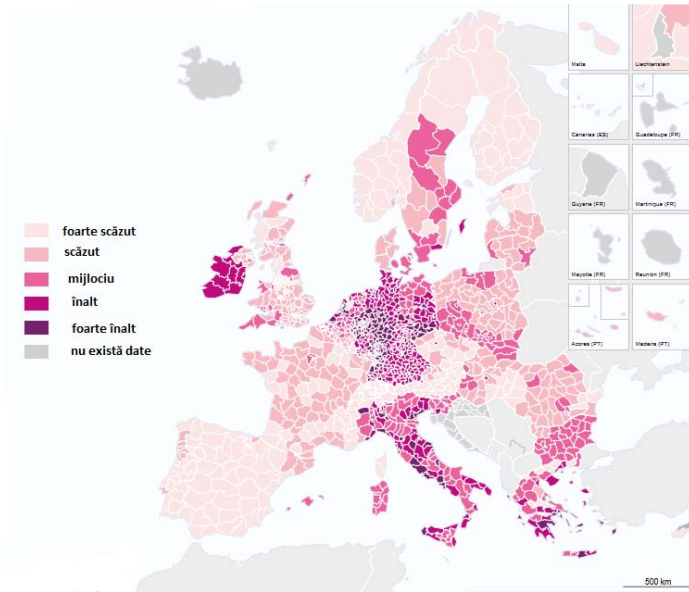 Malta
Liechtenstein
Canarias (ES)
Guadeloupe (FR)
Guyane (FR)
Martinique (FR)
Mayotte (FR)
Reunion (FR)
Acores (PT)
Madeira (PT)
foarte scăzut
scăzut
mijlociu
înalt
foarte înalt
nu există date
500 km